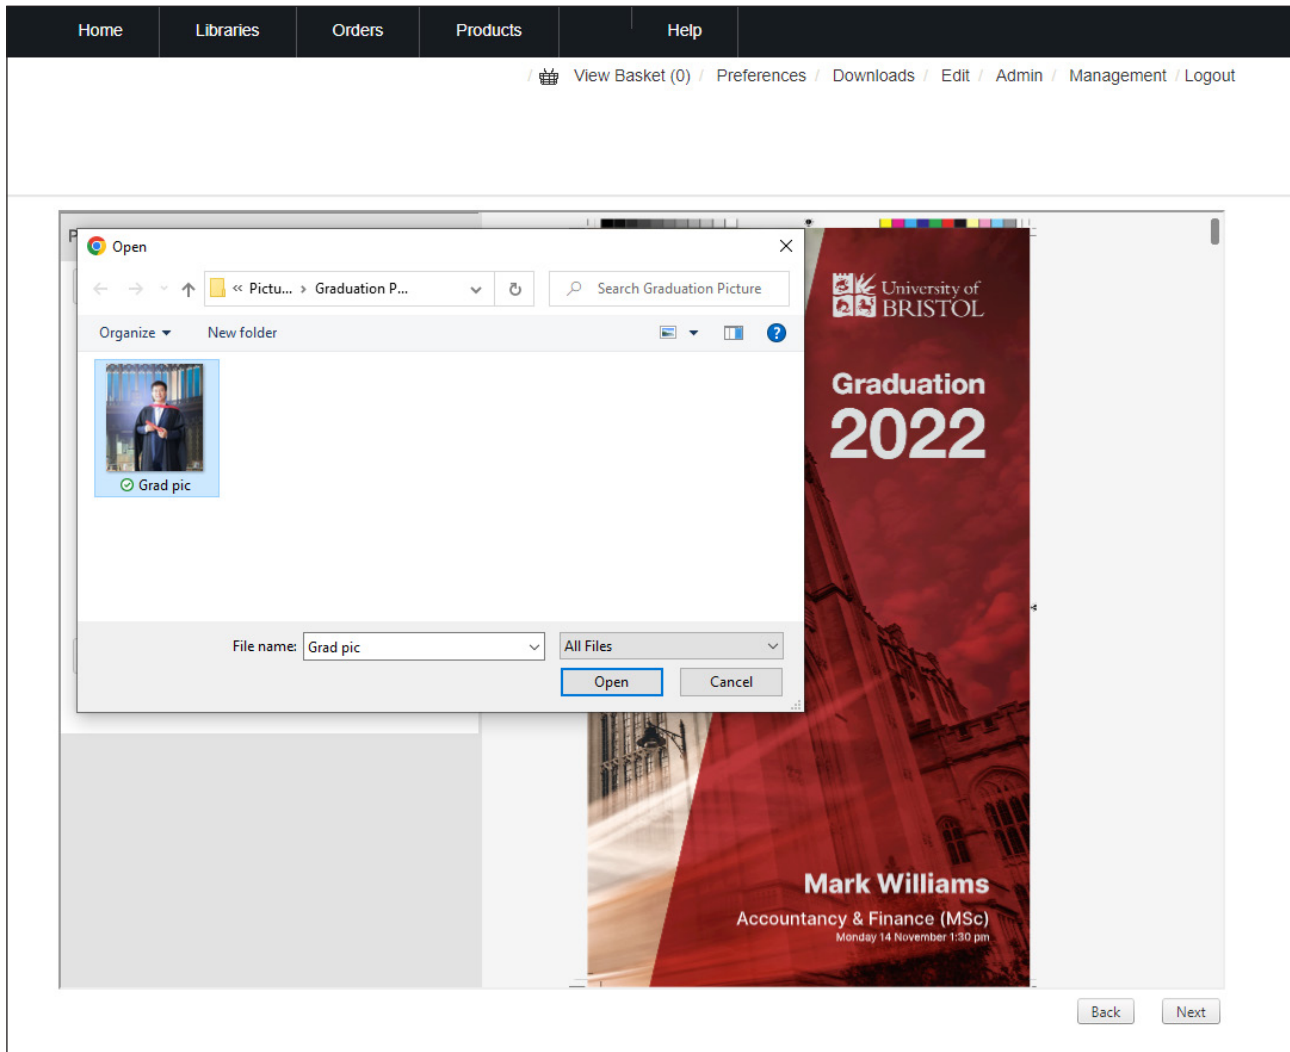 Home Libraries Orders Products Help
View Basket (0) / Preferences / Downloads / Edit / Admin / Management / Logout
Open
« Pictu... › Graduation P...
Search Graduation Picture
Organize
New folder
Grad pic
File name: Grad pic
All Files
Open
Cancel
University of
BRISTOL
Graduation
2022
Mark Williams
Accountancy & Finance (MSc)
Monday 14 November 1:30 pm
Back
Next